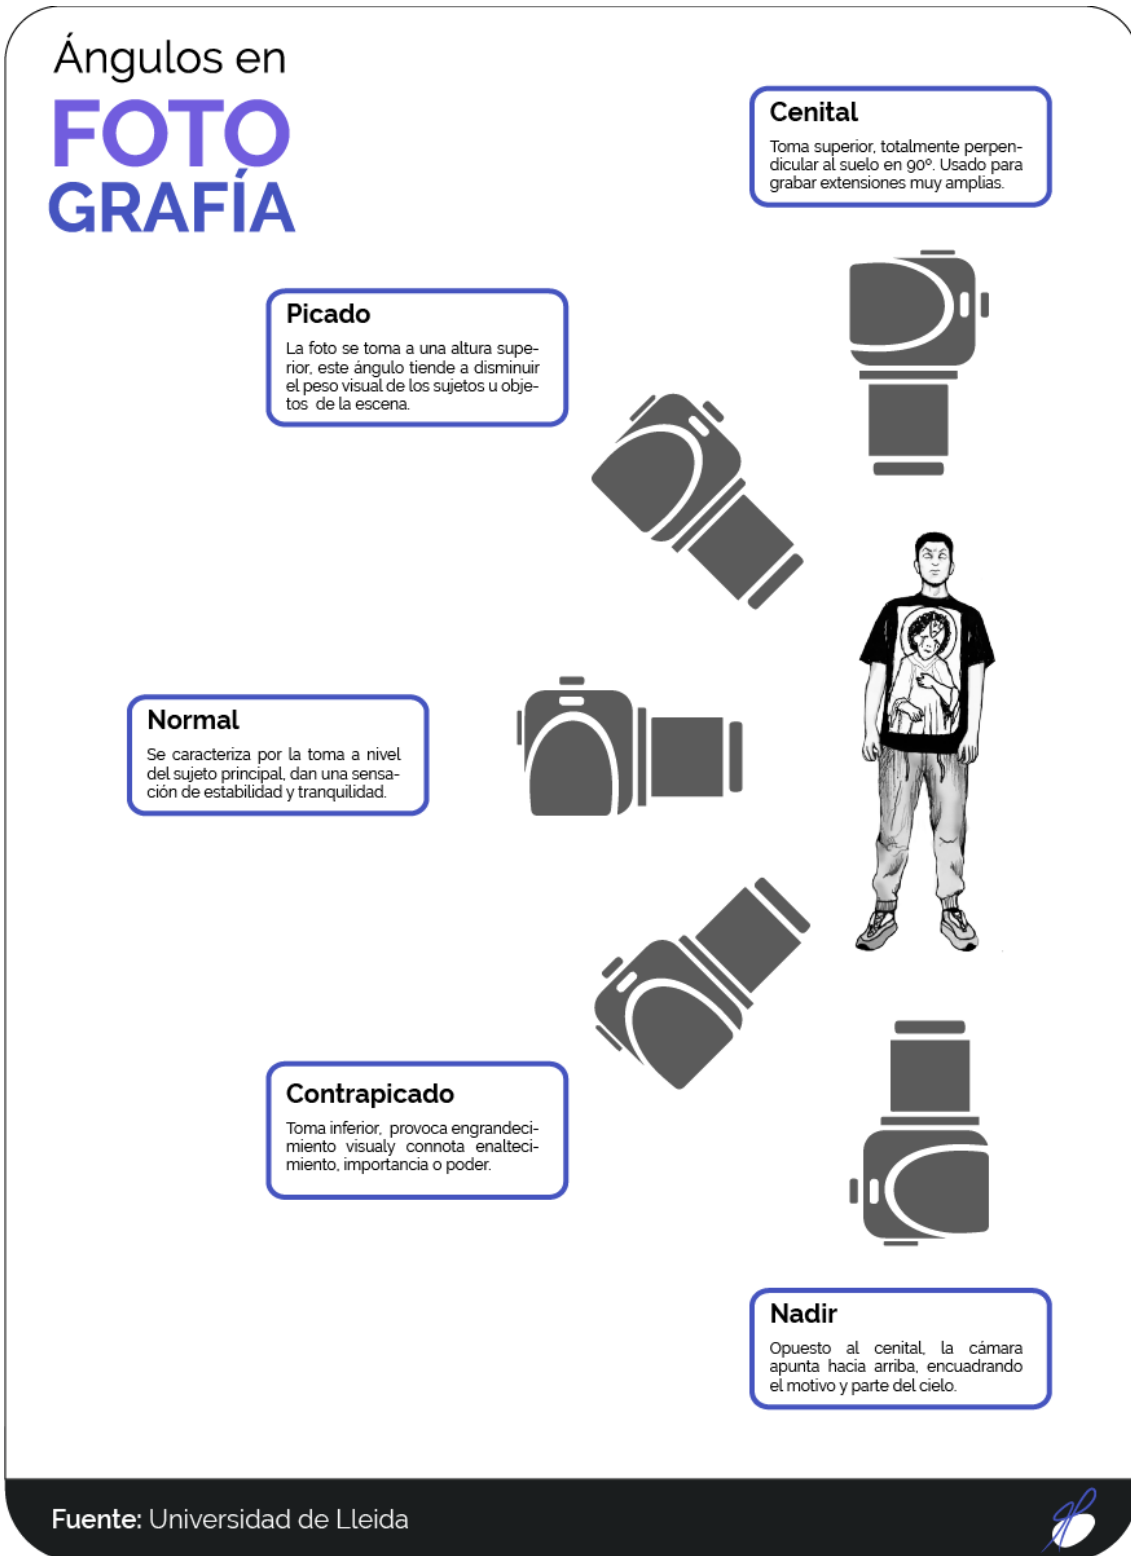 Ángulos en
FOTO
GRAFÍA
Cenital
Toma superior, totalmente perpen-
dicular al suelo en 90º. Usado para
grabar extensiones muy amplias.
Picado
La foto se toma a una altura supe-
rior, este ángulo tiende a disminuir
el peso visual de los sujetos u obje-
tos de la escena.
Normal
Se caracteriza por la toma a nivel
del sujeto principal, dan una sensa-
ción de estabilidad y tranquilidad.
Contrapicado
Toma inferior, provoca engrandeci-
miento visualy connota enalteci-
miento, importancia o poder.
Nadir
Opuesto al cenital, la cámara
apunta hacia arriba, encuadrando
el motivo y parte del cielo.
Fuente: Universidad de Lleida